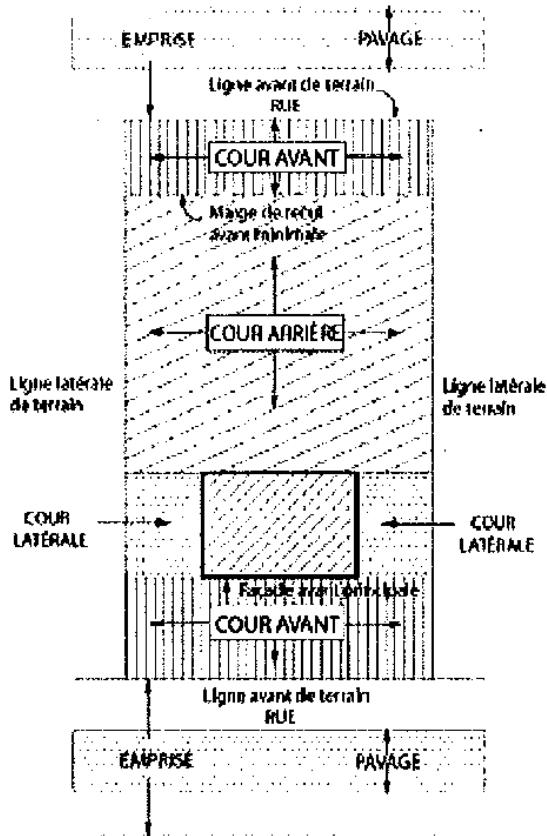 EMPRISE
PAVAGE
Ligne avant de terrain
RUE
COUR AVANT
Marge de recul
avant minimale
COUR ARRIÈRE
Ligne latérale
de terrain
Ligne latérale
de terrain
COUR
LATÉRALE
COUR
LATÉRALE
Façade avant principale
COUR AVANT
Ligne avant de terrain
RUE
EMPRISE
PAVAGE